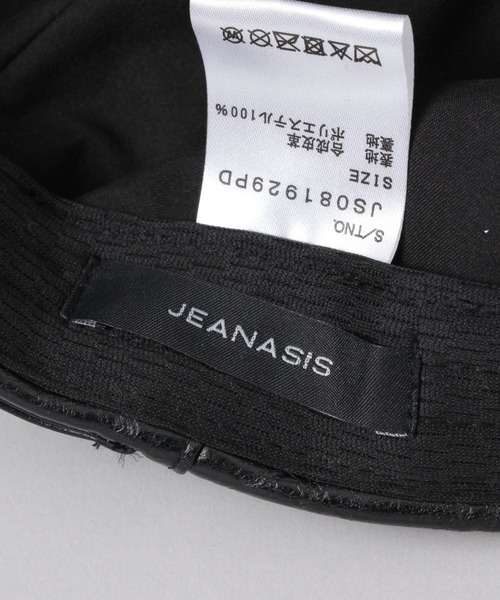 S/TNO.
JS081929PD
SIZE
表地 合成皮革
裏地 ポリエステル100%
JEANASIS